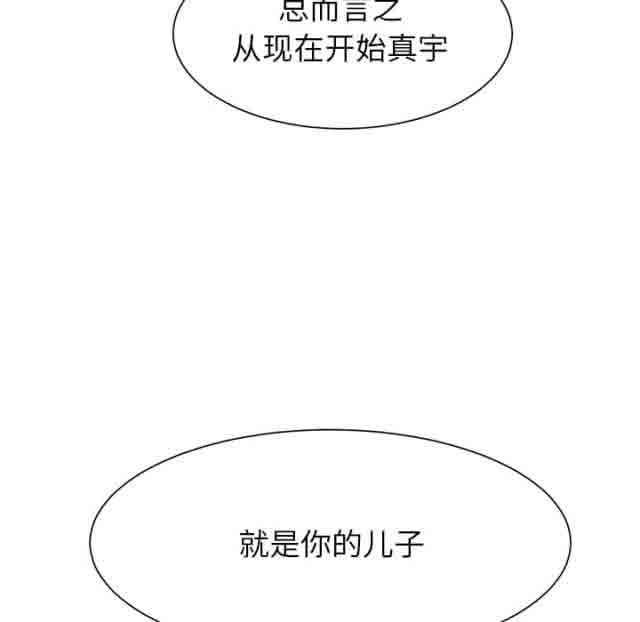 总而言之
从现在开始真宇
就是你的儿子